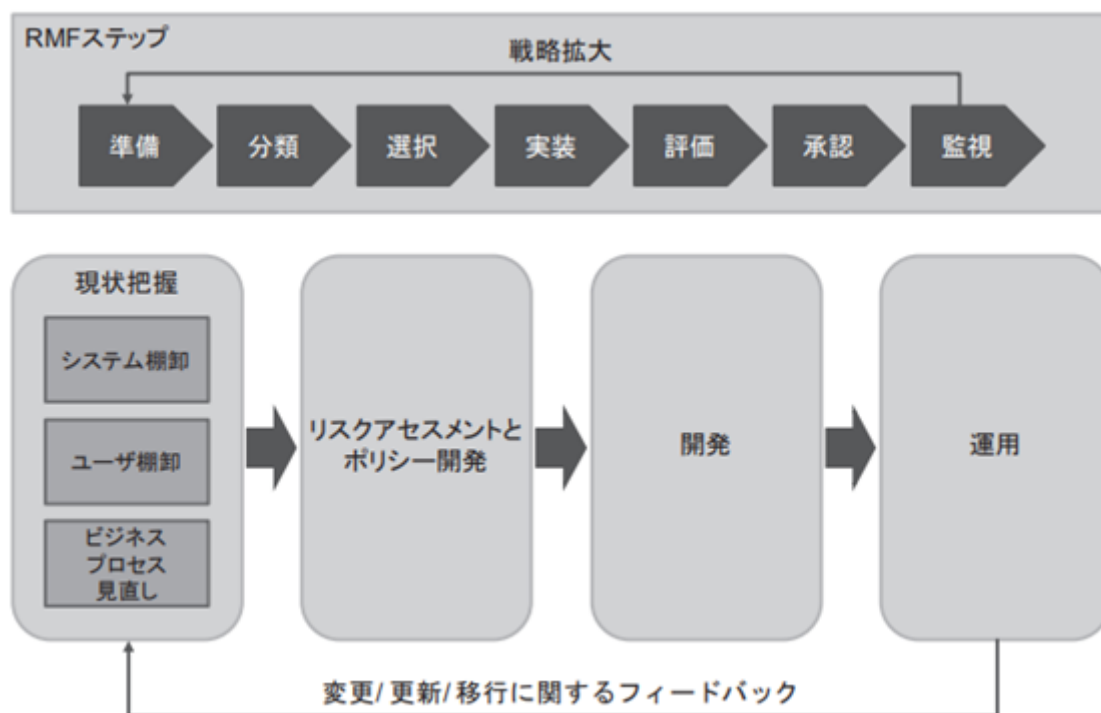 RMFステップ
戦略拡大
準備
分類
選択
実装
評価
承認
監視
現状把握
システム棚卸
ユーザ棚卸
ビジネス
プロセス
見直し
リスクアセスメントと
ポリシー開発
開発
運用
変更/ 更新/ 移行に関するフィードバック